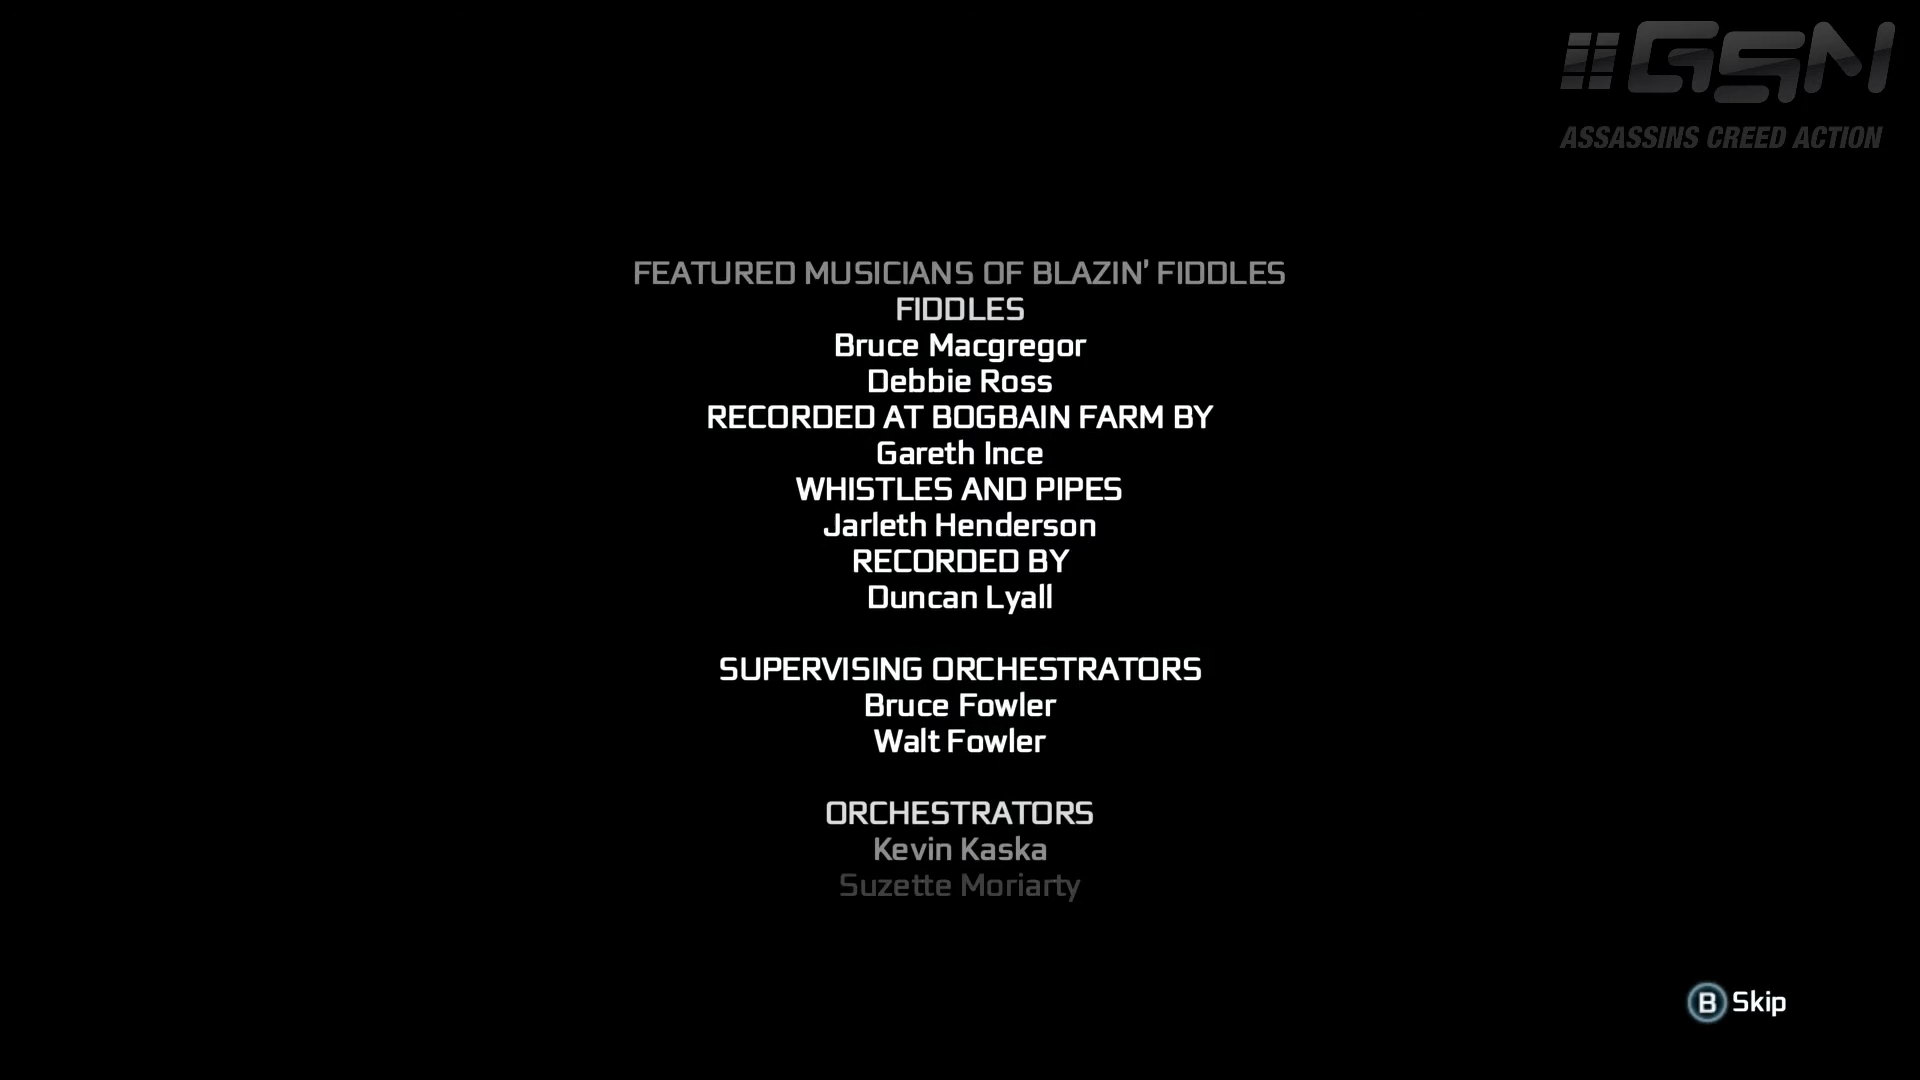 GSN
ASSASSINS CREED ACTION
FEATURED MUSICIANS OF BLAZIN' FIDDLES
FIDDLES
Bruce Macgregor
Debbie Ross
RECORDED AT BOGBAIN FARM BY
Gareth Ince
WHISTLES AND PIPES
Jarleth Henderson
RECORDED BY
Duncan Lyall
SUPERVISING ORCHESTRATORS
Bruce Fowler
Walt Fowler
ORCHESTRATORS
Kevin Kaska
Suzette Moriarty
B Skip